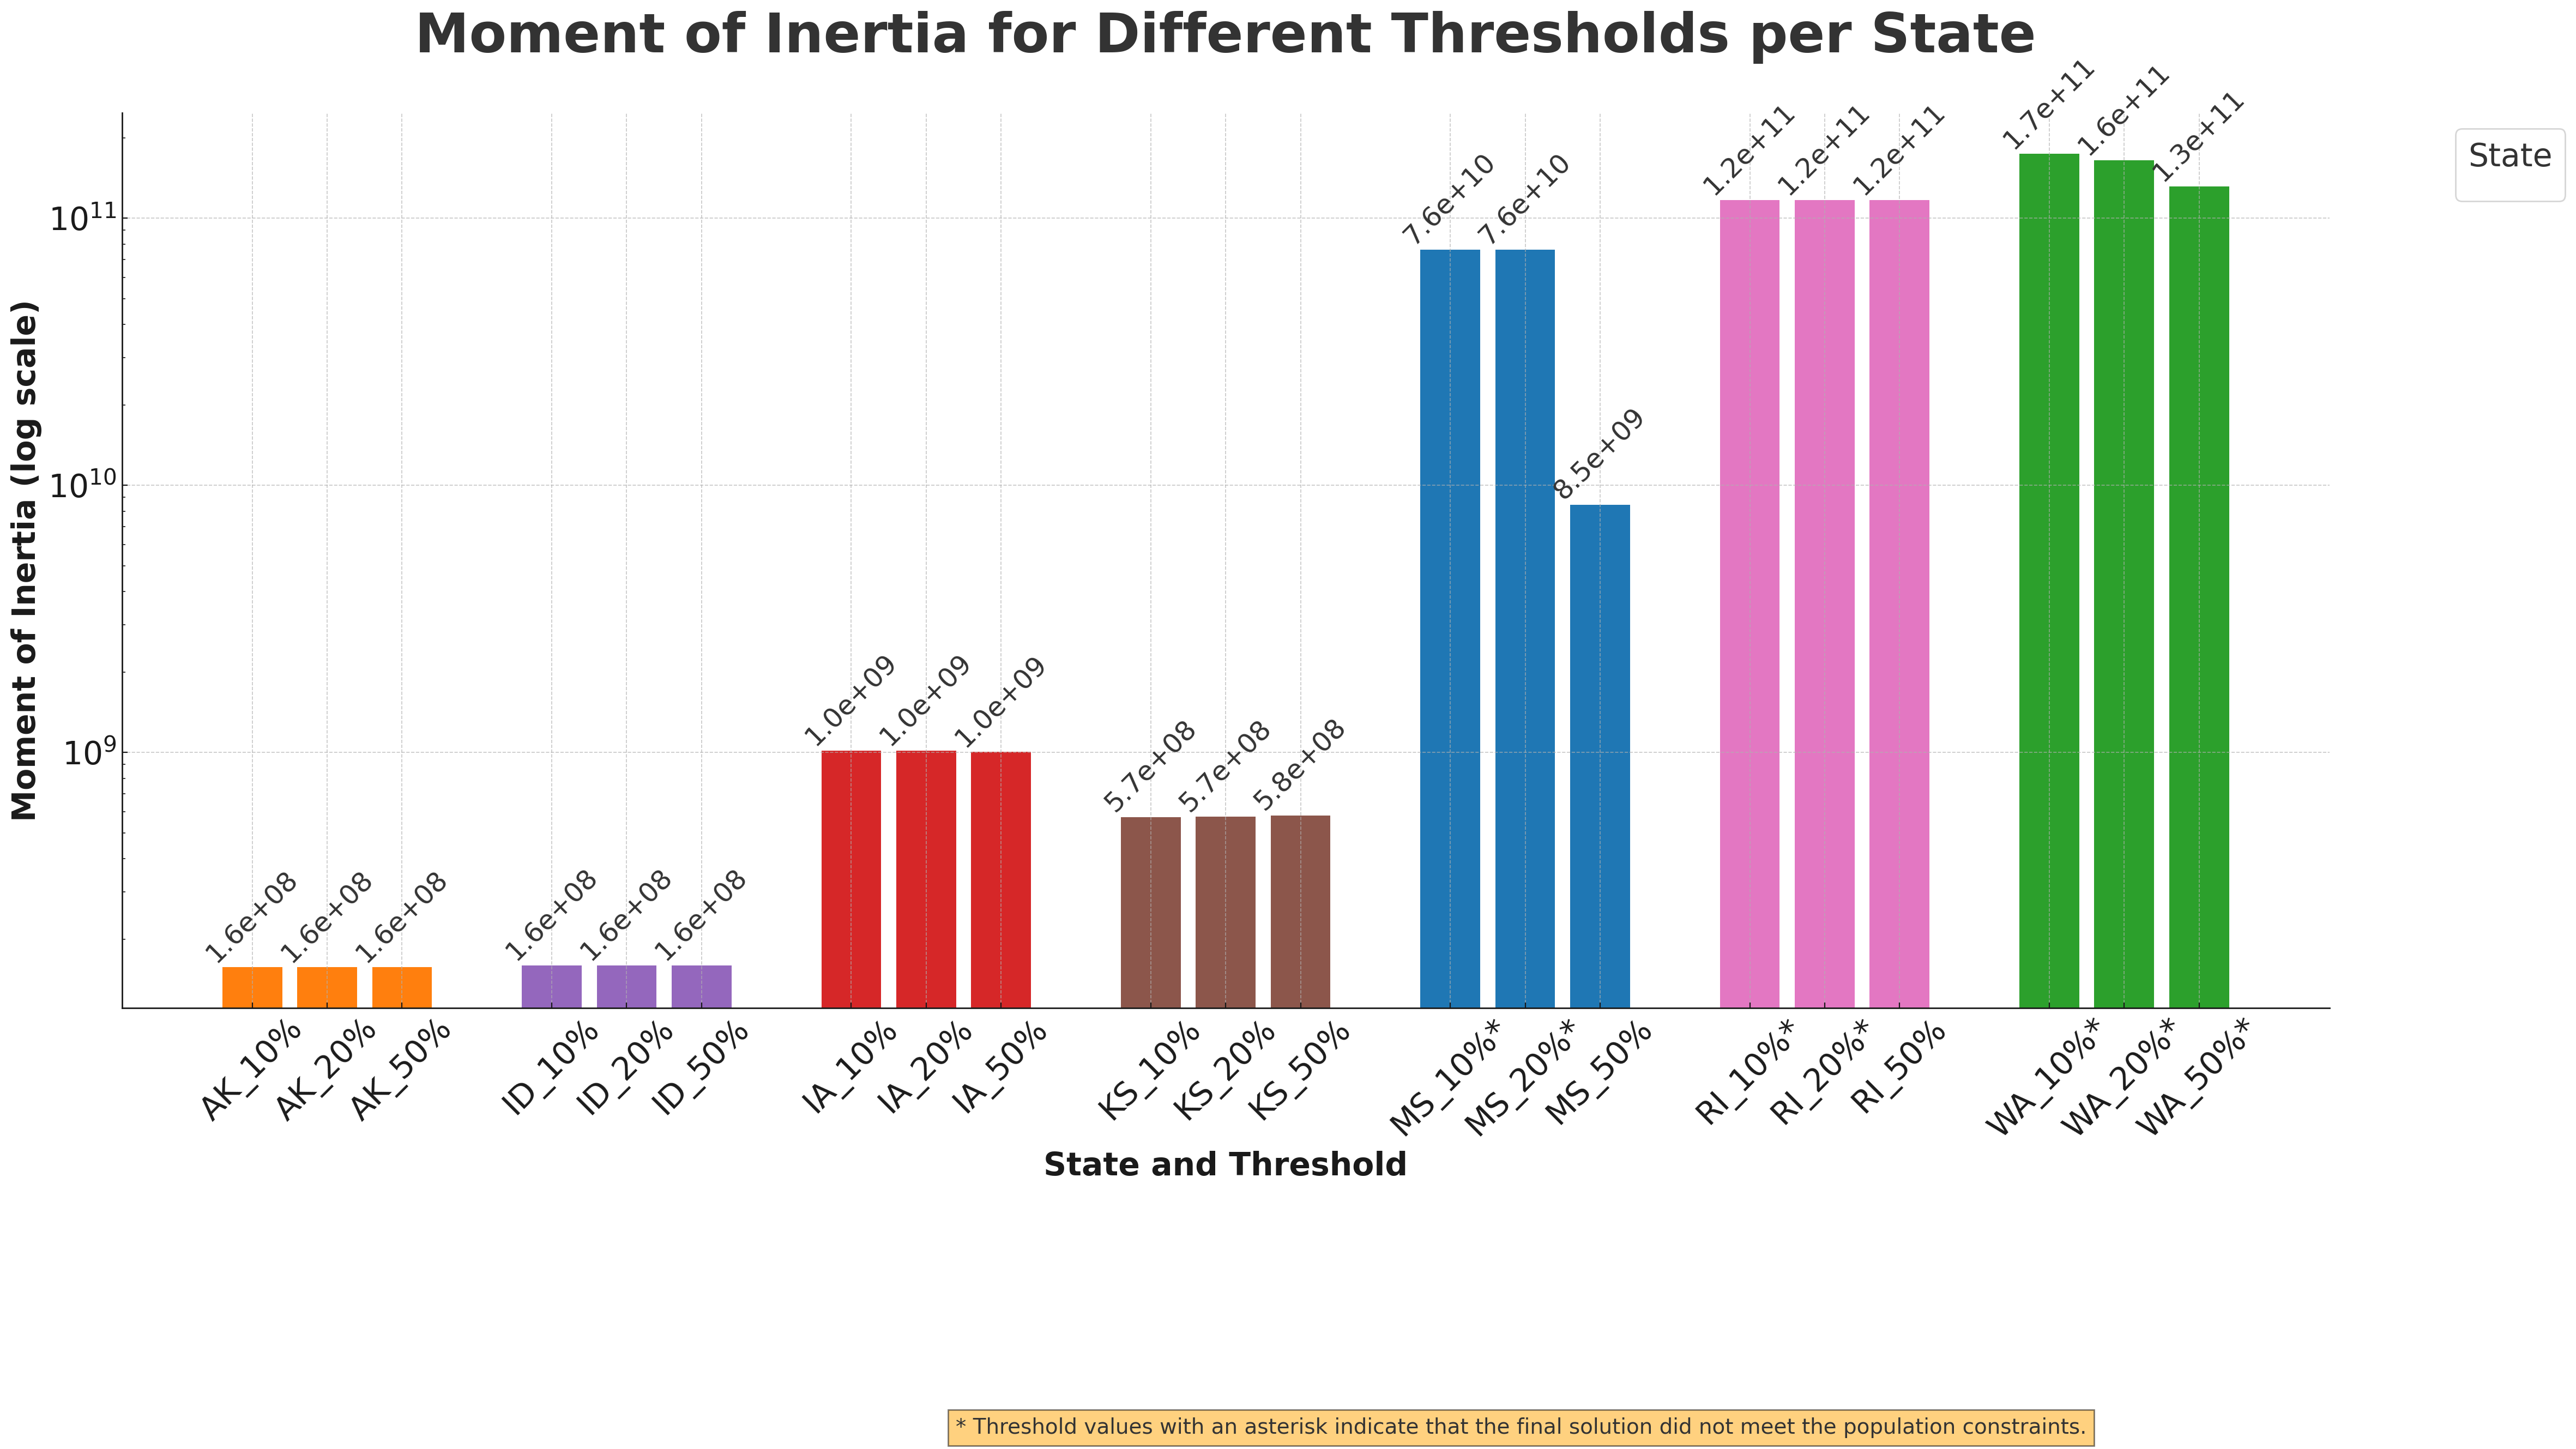 Moment of Inertia for Different Thresholds per State
State
Moment of Inertia (log scale)
10¹¹
10¹⁰
10⁹
1.6e+08
1.6e+08
1.6e+08
1.6e+08
1.6e+08
1.6e+08
1.0e+09
1.0e+09
1.0e+09
5.7e+08
5.7e+08
5.8e+08
7.6e+10
7.6e+10
8.5e+09
1.2e+11
1.2e+11
1.2e+11
1.7e+11
1.6e+11
1.3e+11
AK_10%
AK_20%
AK_50%
ID_10%
ID_20%
ID_50%
IA_10%
IA_20%
IA_50%
KS_10%
KS_20%
KS_50%
MS_10%*
MS_20%*
MS_50%
RI_10%*
RI_20%*
RI_50%
WA_10%*
WA_20%*
WA_50%*
State and Threshold
* Threshold values with an asterisk indicate that the final solution did not meet the population constraints.